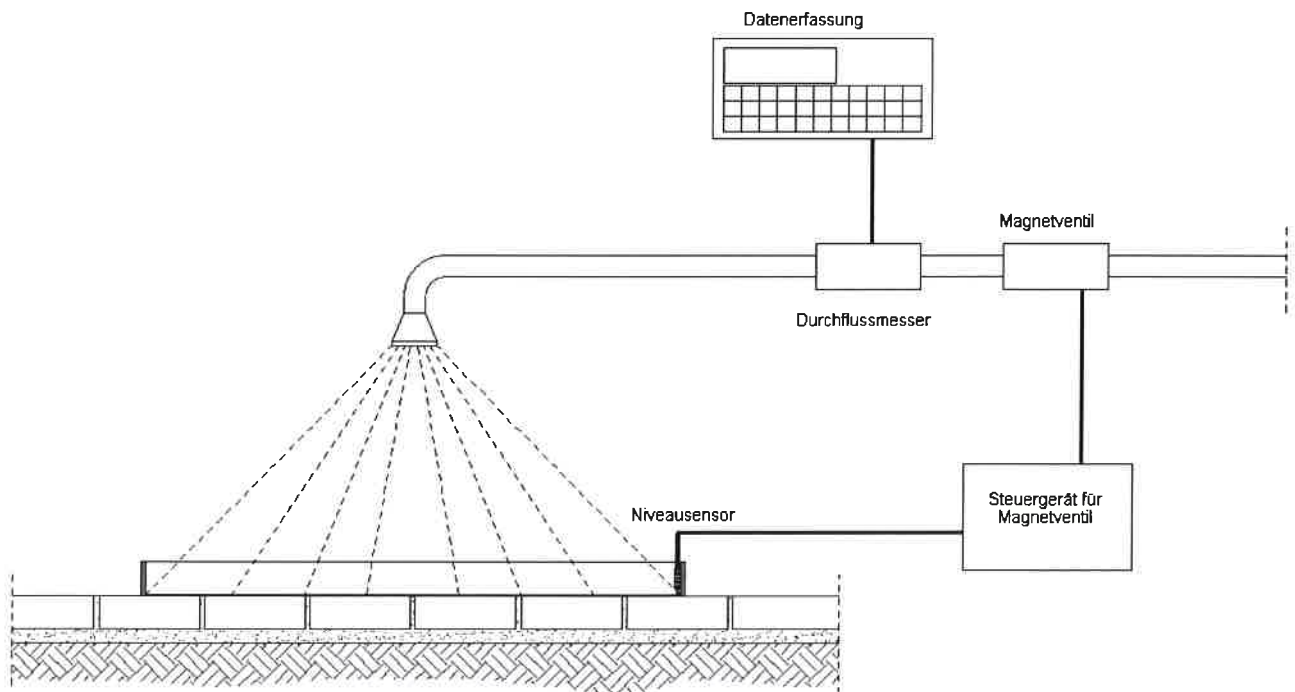 Datenerfassung
Magnetventil
Durchflussmesser
Niveausensor
Steuergerät für
Magnetventil